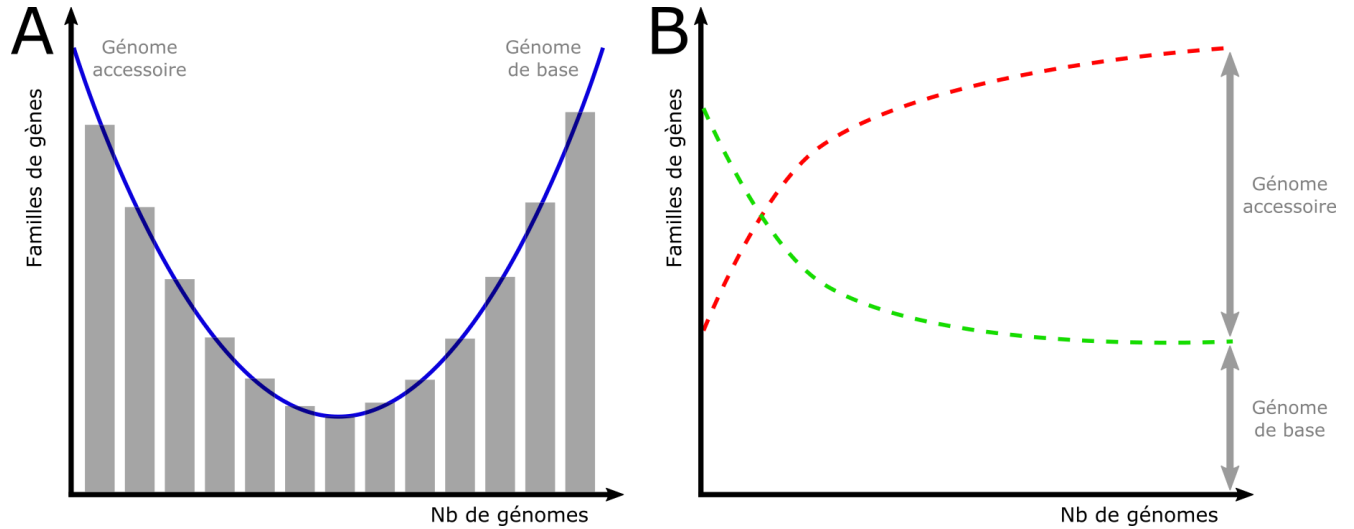 A
Génome
accessoire
Génome
de base
Familles de gènes
Nb de génomes
B
Familles de gènes
Génome
accessoire
Génome
de base
Nb de génomes